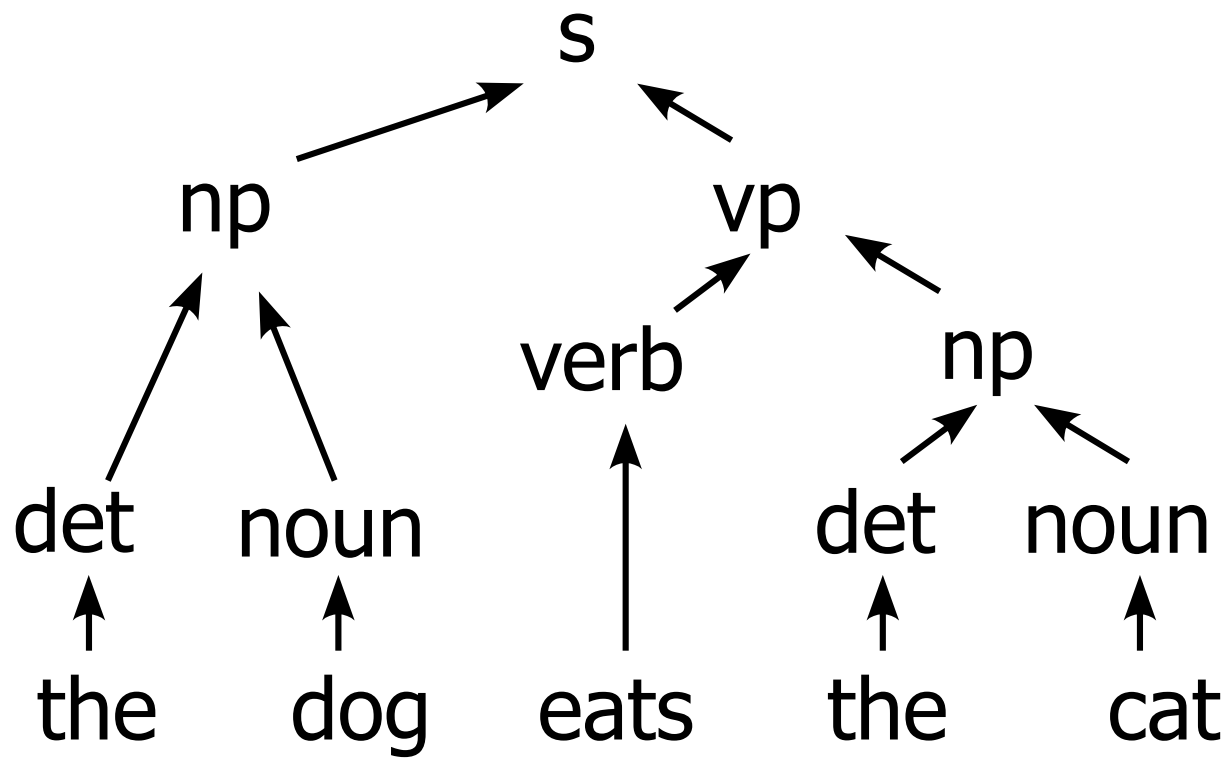 s
np vp
verb np
det noun det noun
the dog eats the cat